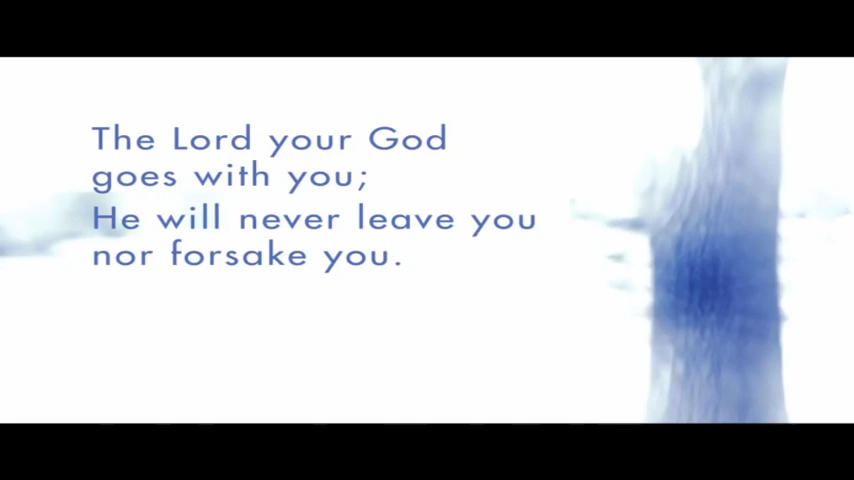 The Lord your God
goes with you;
He will never leave you
nor forsake you.